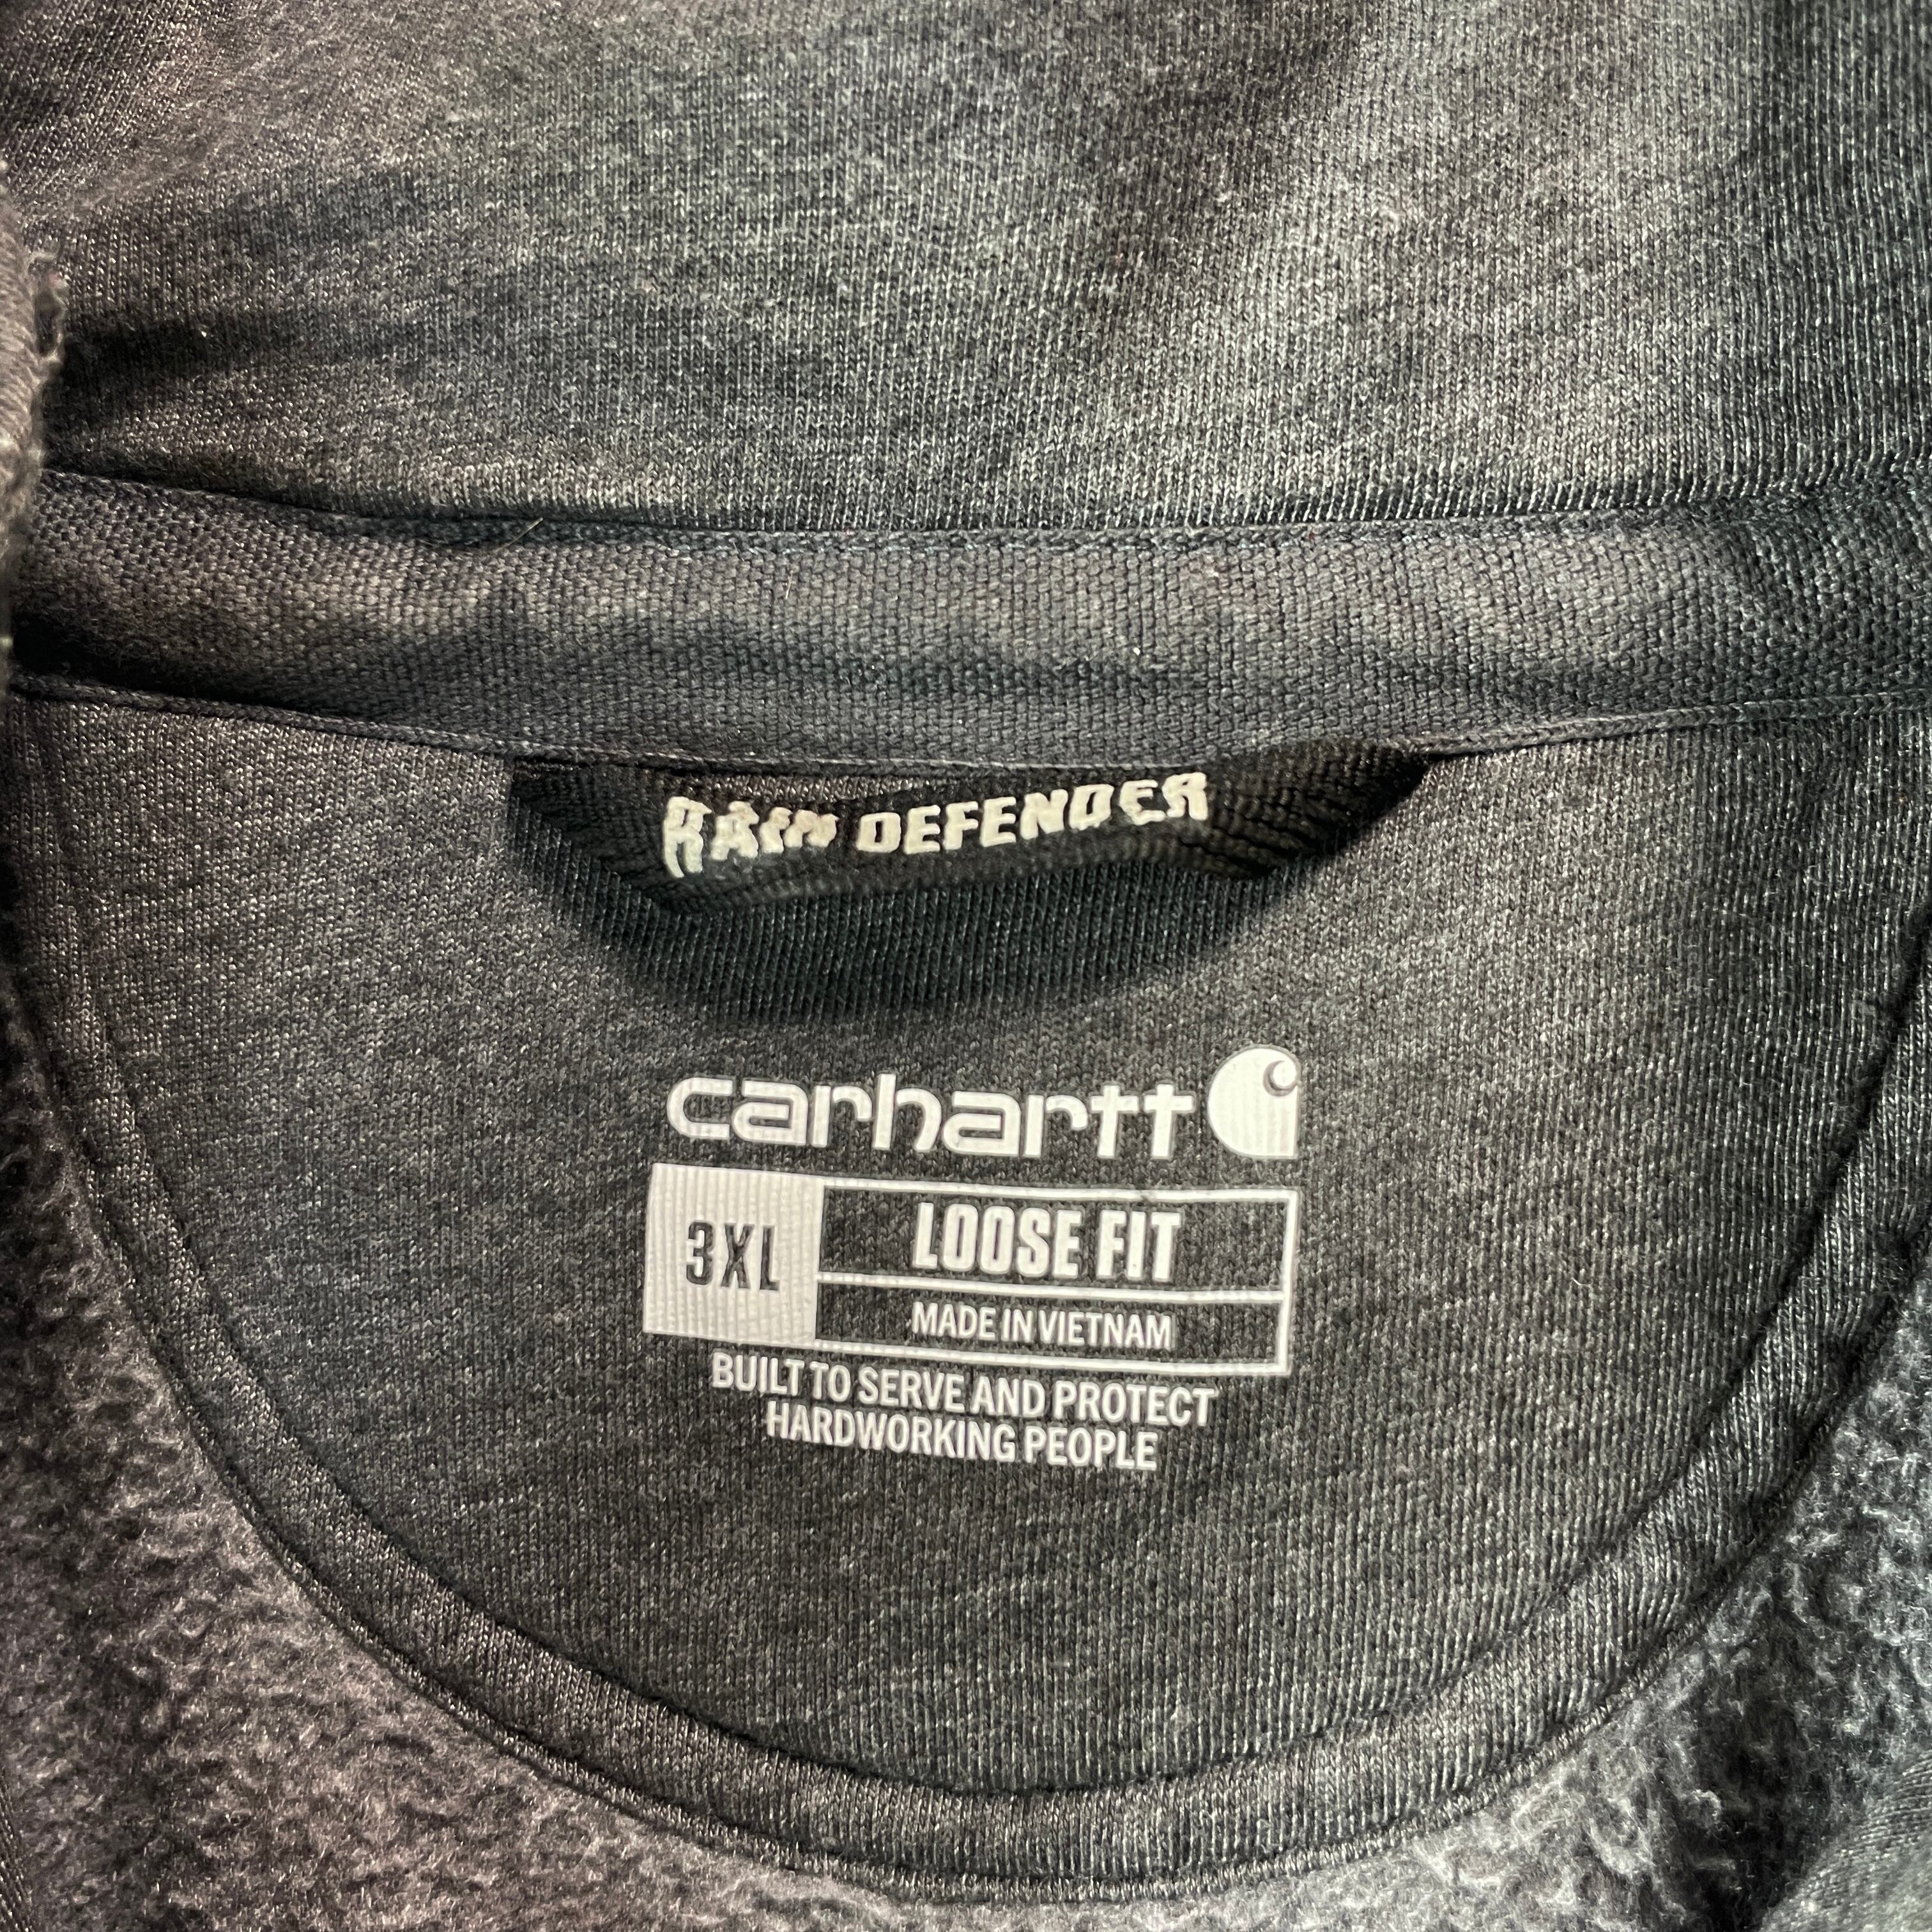 RAIN DEFENDER
carhartt
3XL
LOOSE FIT
MADE IN VIETNAM
BUILT TO SERVE AND PROTECT
HARDWORKING PEOPLE